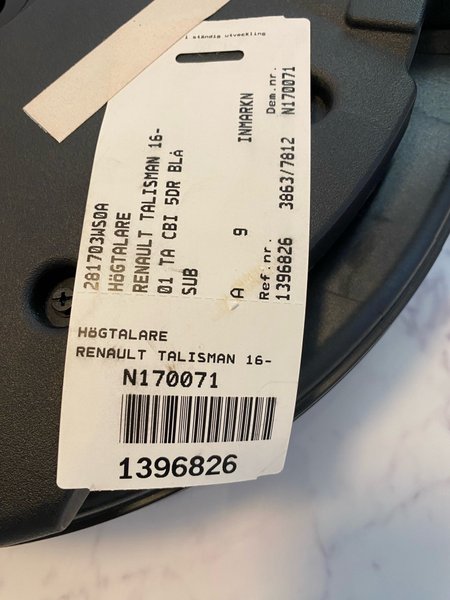 i ständig utveckling
281703WS0A
HÖGTALARE
RENAULT TALISMAN 16-
01 TA CBI 5DR BLÅ
SUB
INMARKN
A 9
Ref.nr. Dem.nr.
1396826 3863/7812 N170071
HÖGTALARE
RENAULT TALISMAN 16-
N170071
1396826